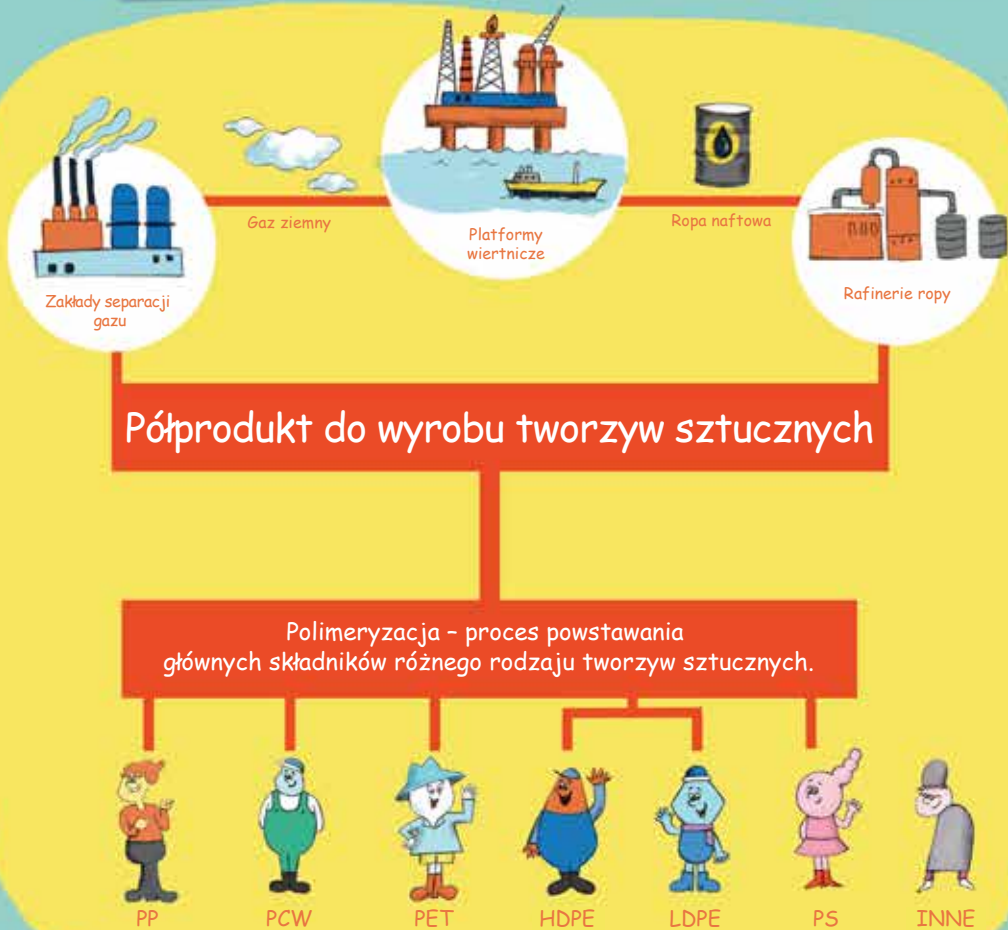 Gaz ziemny
Ropa naftowa
Platformy
wiertnicze
Zakłady separacji
gazu
Rafinerie ropy
Półprodukt do wyrobu tworzyw sztucznych
Polimeryzacja – proces powstawania
głównych składników różnego rodzaju tworzyw sztucznych.
PP
PCW
PET
HDPE
LDPE
PS
INNE